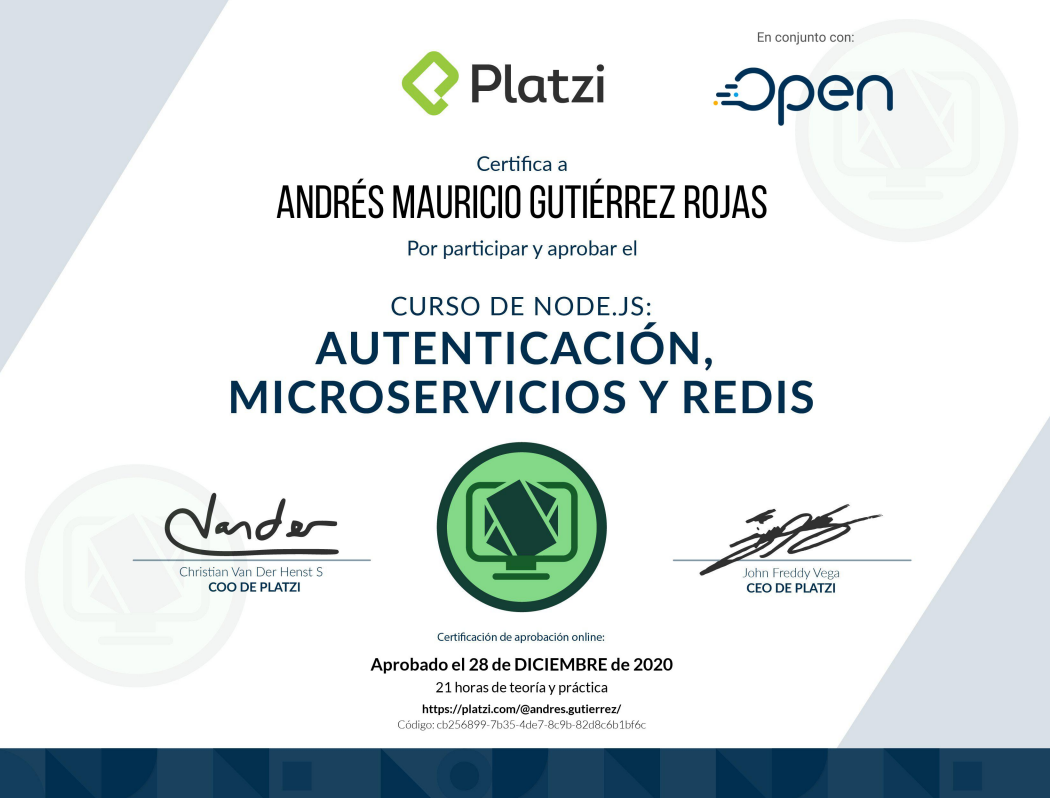 En conjunto con:
Platzi
Open
Certifica a
ANDRÉS MAURICIO GUTIÉRREZ ROJAS
Por participar y aprobar el
CURSO DE NODE.JS:
AUTENTICACIÓN,
MICROSERVICIOS Y REDIS
Vander
Christian Van Der Henst S
COO DE PLATZI
John Freddy Vega
CEO DE PLATZI
Certificación de aprobación online:
Aprobado el 28 de DICIEMBRE de 2020
21 horas de teoría y práctica
https://platzi.com/@andres.gutierrez/
Código: cb256899-7b35-4de7-8c9b-82d8c6b1bf6c